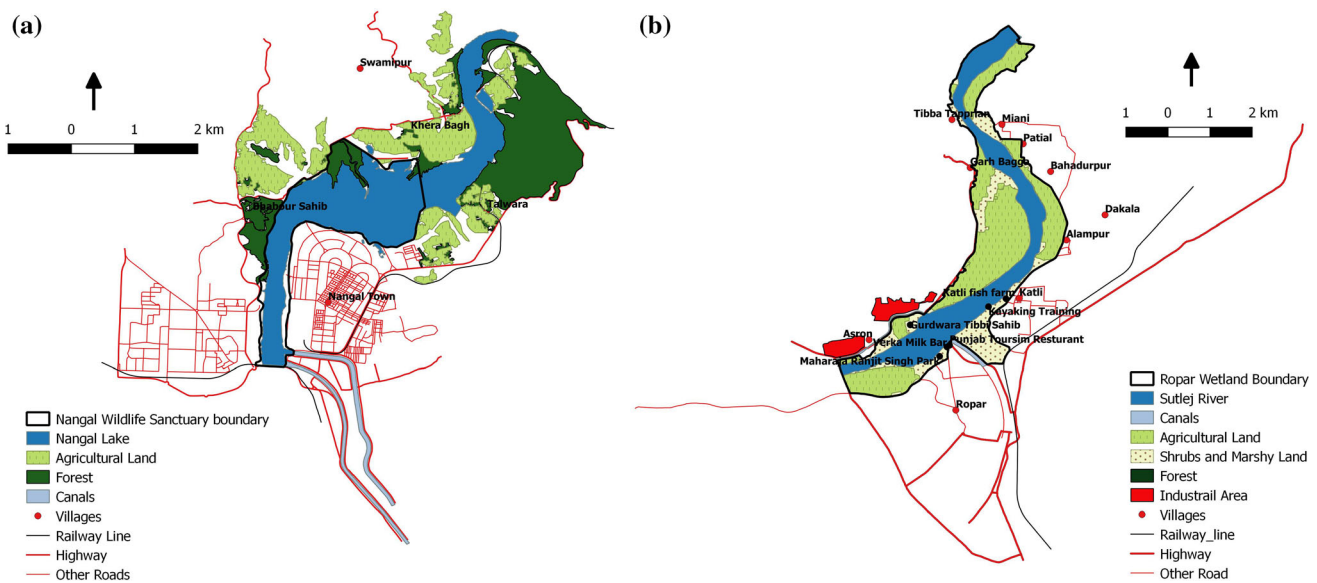 (a)
Swamipur
1 0 1 2 km
Khera Bagh
Bhabour Sahib
Talwara
Nangal Town
Nangal Wildlife Sanctuary boundary
Nangal Lake
Agricultural Land
Forest
Canals
Villages
Railway Line
Highway
Other Roads
(b)
1 0 1 2 km
Tibba Tapprian
Miani
Patial
Garh Bagga
Bahadurpur
Dakala
Alampur
Katli fish farm
Katli
Kayaking Training
Gurdwara Tibbi Sahib
Asron
Verka Milk Bar
Punjab Toursim Resturant
Maharaja Ranjit Singh Park
Ropar
Ropar Wetland Boundary
Sutlej River
Canals
Agricultural Land
Shrubs and Marshy Land
Forest
Industrail Area
Villages
Railway_line
Highway
Other Road